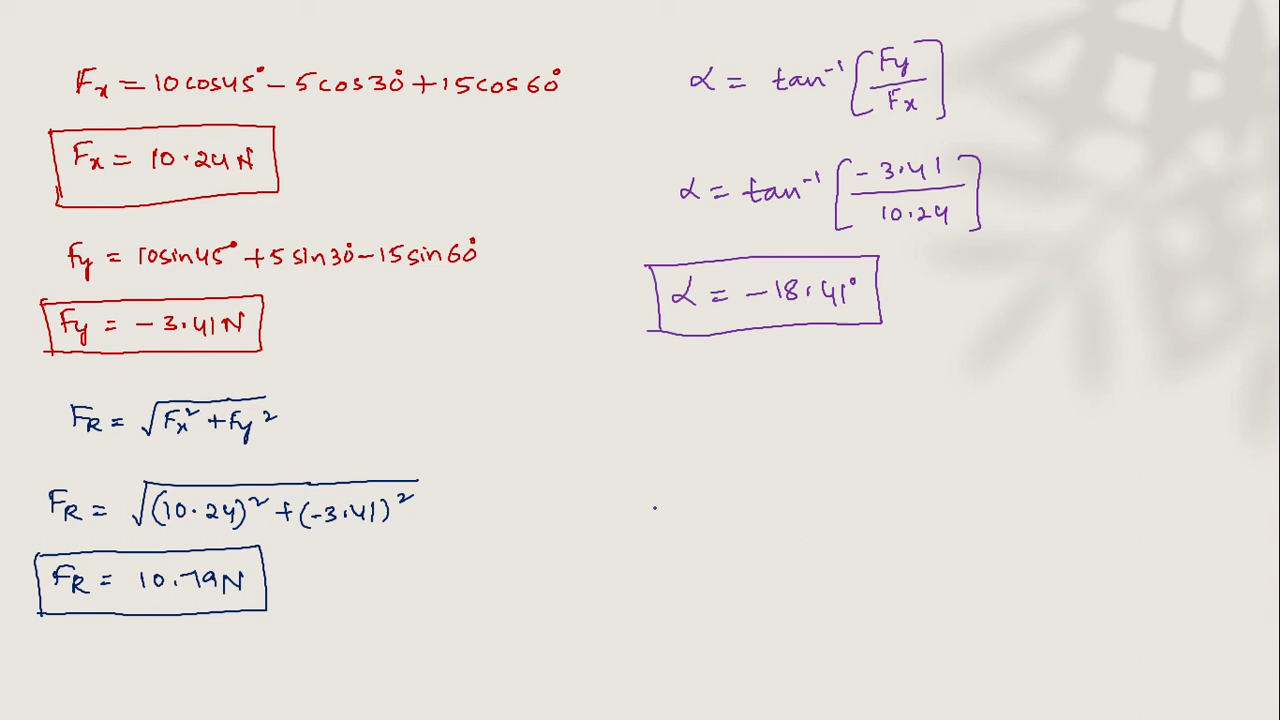 Fx = 10cos45° - 5cos30° + 15cos60°
Fx = 10.24N
Fy = 10sin45° + 5sin30° - 15sin60°
Fy = -3.41N
FR = √(Fx² + Fy²)
FR = √((10.24)² + (-3.41)²)
FR = 10.79N
α = tan⁻¹[Fy/Fx]
α = tan⁻¹[-3.41/10.24]
α = -18.41°